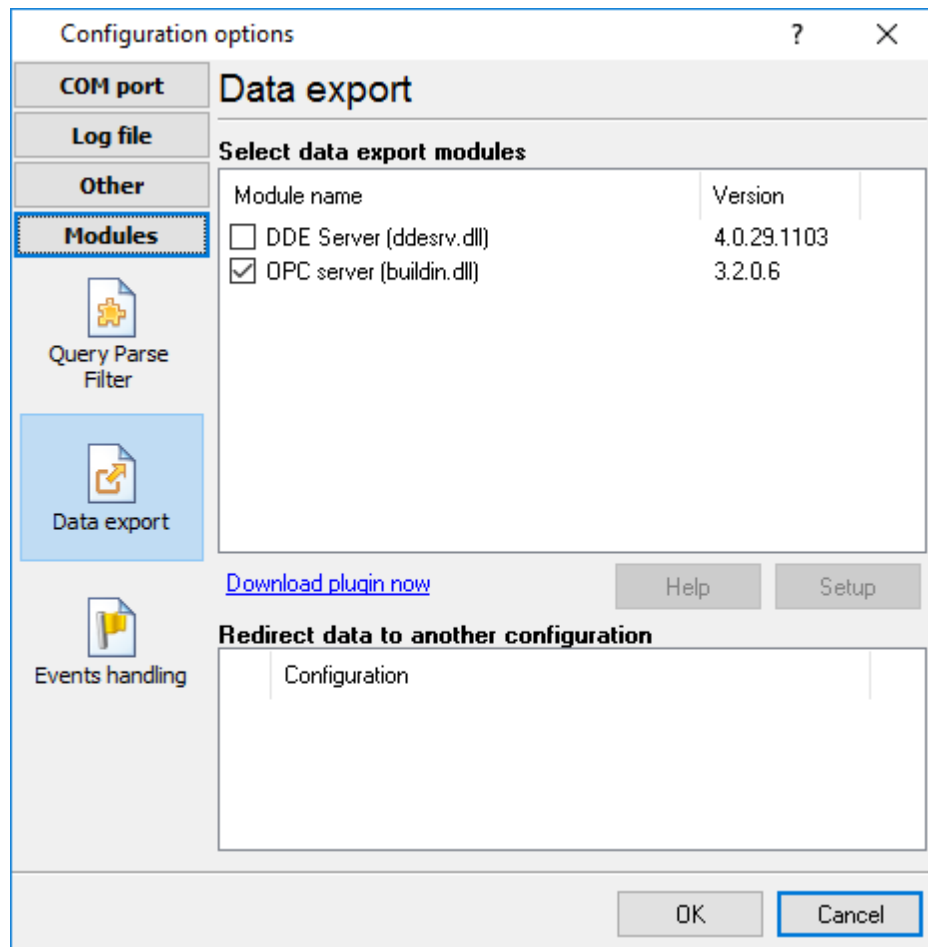 Configuration options
?
COM port
Log file
Other
Modules
Query Parse
Filter
Data export
Events handling
Data export
Select data export modules
Module name Version
DDE Server (ddesrv.dll) 4.0.29.1103
OPC server (buildin.dll) 3.2.0.6
Download plugin now Help Setup
Redirect data to another configuration
Configuration
OK Cancel